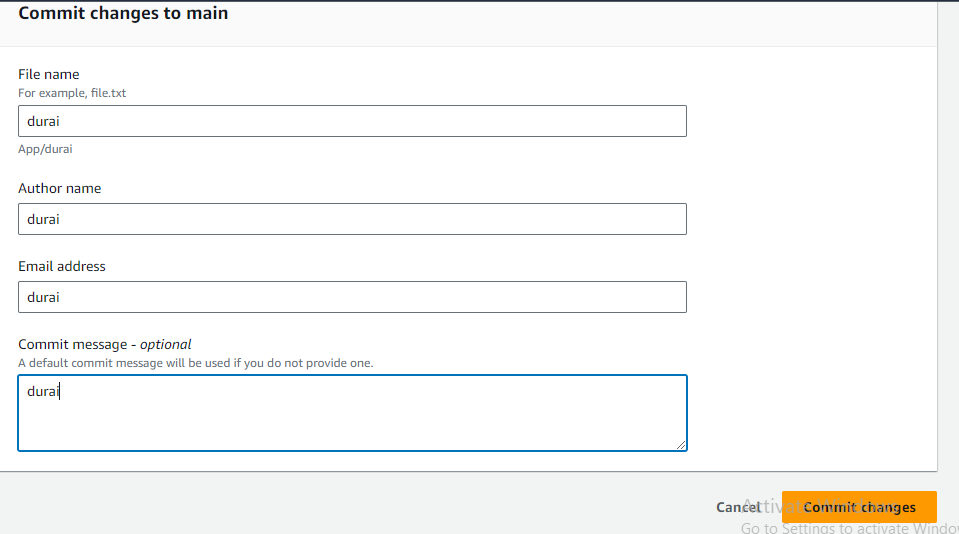 Commit changes to main
File name
For example, file.txt
durai
App/durai
Author name
durai
Email address
durai
Commit message - optional
A default commit message will be used if you do not provide one.
durai
Cancel
Commit changes
Activate Windows
Go to Settings to activate Windo